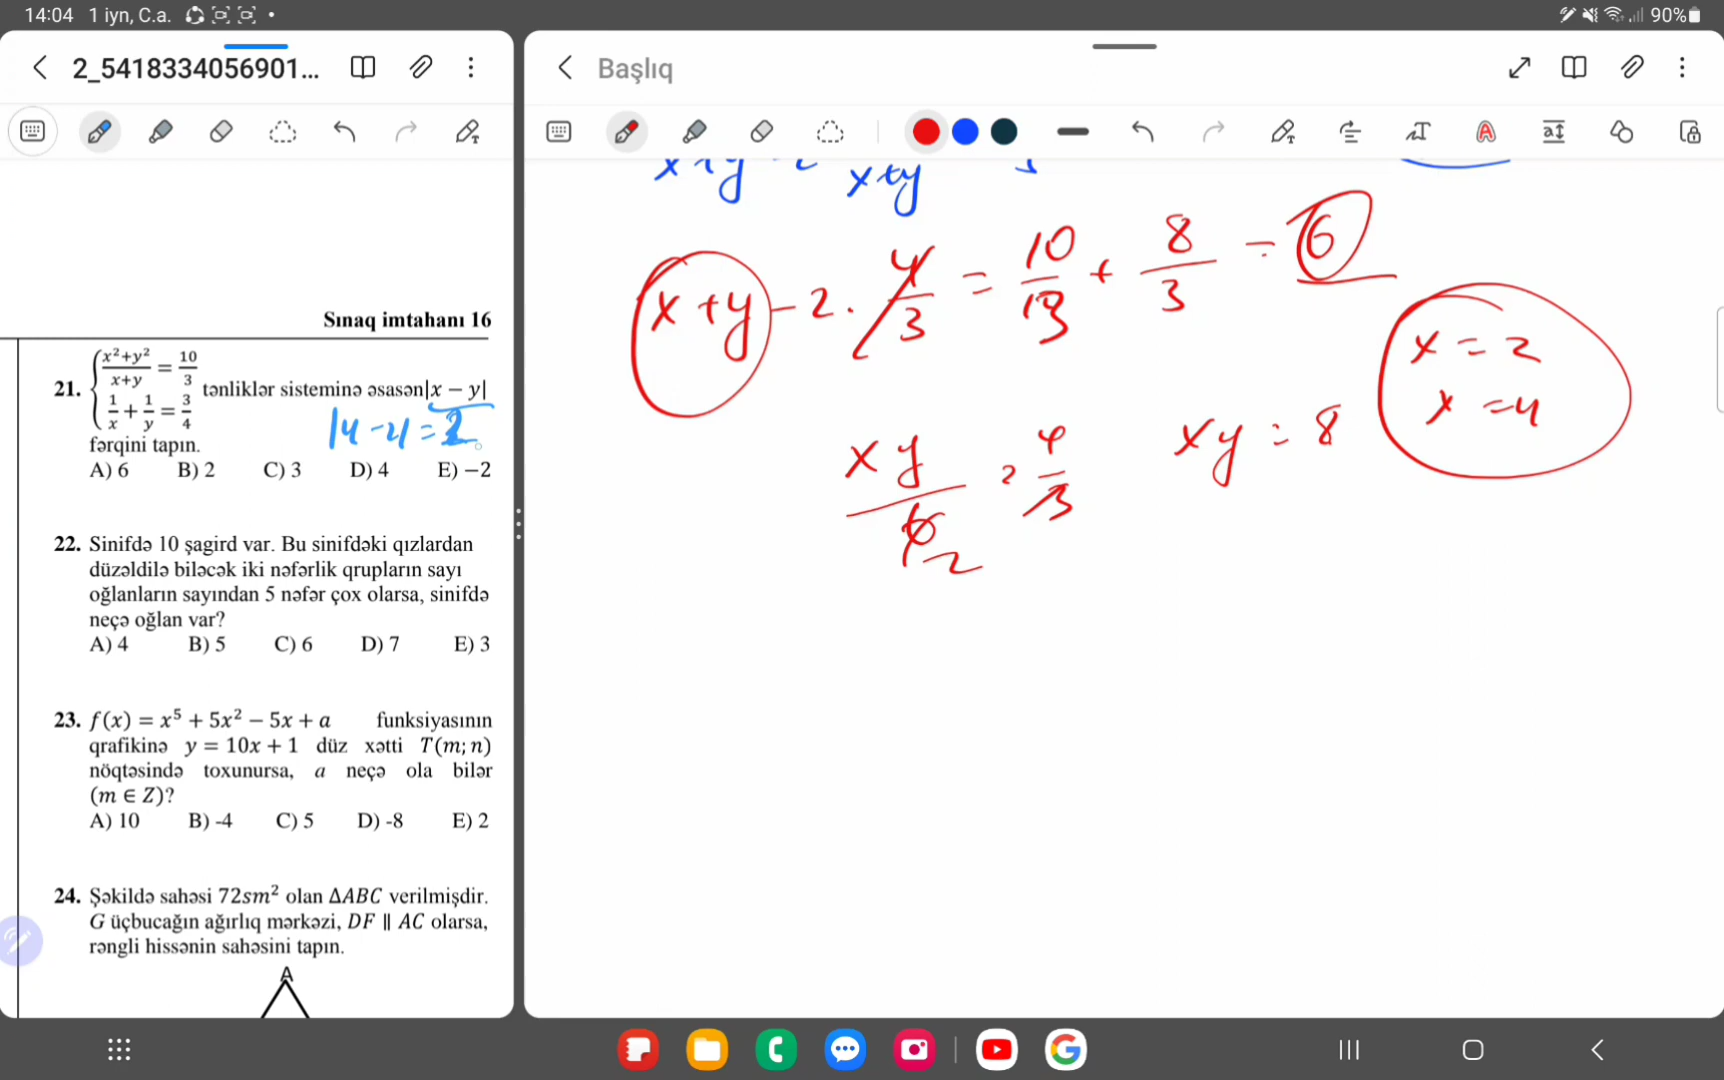 14:04 1 iyn, C.a.
90%
2_5418334056901...
Başlıq
Sınaq imtahanı 16
21. { (x²+y²)/(x+y) = 10/3
1/x + 1/y = 3/4 tənliklər sisteminə əsasən|x − y|
fərqini tapın.
A) 6 B) 2 C) 3 D) 4 E) −2
22. Sinifdə 10 şagird var. Bu sinifdəki qızlardan
düzəldilə biləcək iki nəfərlik qrupların sayı
oğlanların sayından 5 nəfər çox olarsa, sinifdə
neçə oğlan var?
A) 4 B) 5 C) 6 D) 7 E) 3
23. f(x) = x⁵ + 5x² − 5x + a funksiyasının
qrafikinə y = 10x + 1 düz xətti T(m; n)
nöqtəsində toxunursa, a neçə ola bilər
(m ∈ Z)?
A) 10 B) -4 C) 5 D) -8 E) 2
24. Şəkildə sahəsi 72sm² olan ΔABC verilmişdir.
G üçbucağın ağırlıq mərkəzi, DF ∥ AC olarsa,
rəngli hissənin sahəsini tapın.
A
x+y
x+y − 2 · 4/3 = 10/3 + 8/3 = 6
x = 2
x = 4
xy/6 = 4/3
2
xy = 8